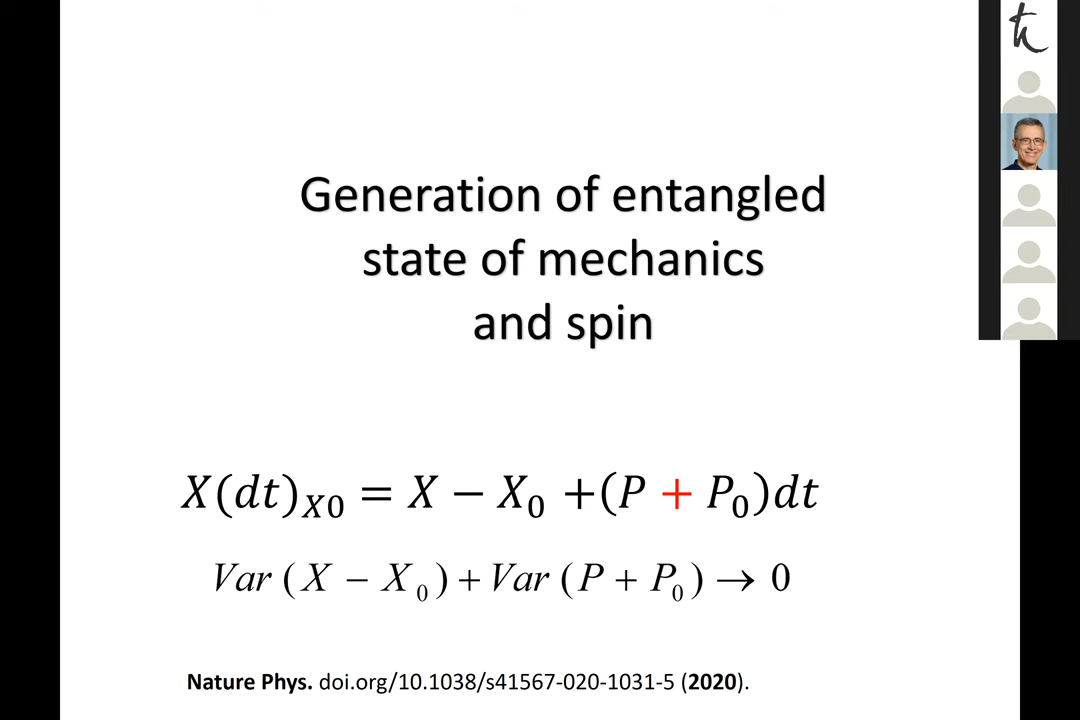 Generation of entangled
state of mechanics
and spin
X(dt)_{X0} = X − X_0 +(P + P_0)dt
Var ( X − X_0 ) + Var ( P + P_0 ) → 0
Nature Phys. doi.org/10.1038/s41567-020-1031-5 (2020).